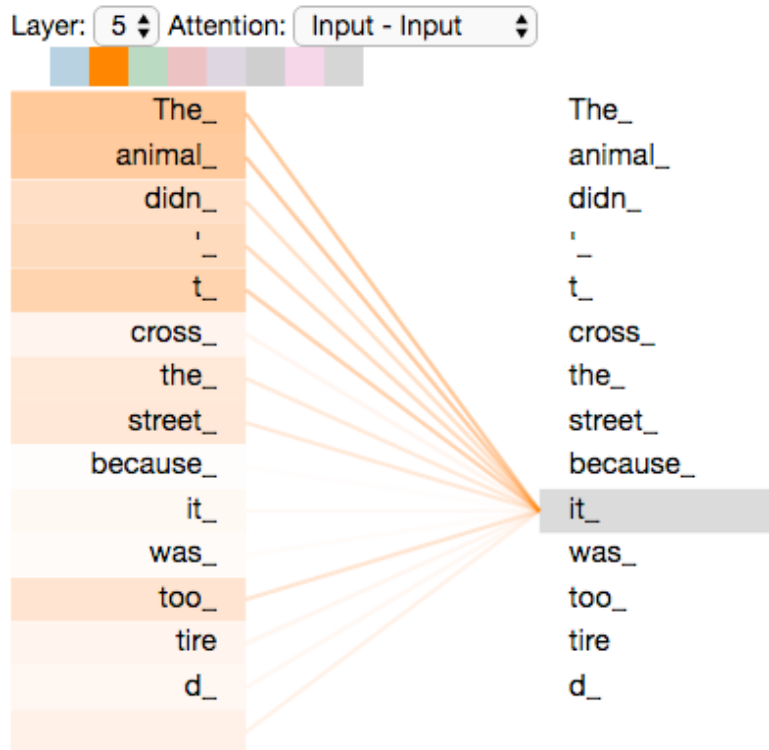 Layer: 5 Attention: Input - Input
The_ The_
animal_ animal_
didn_ didn_
'_ '_
t_ t_
cross_ cross_
the_ the_
street_ street_
because_ because_
it_ it_
was_ was_
too_ too_
tire tire
d_ d_